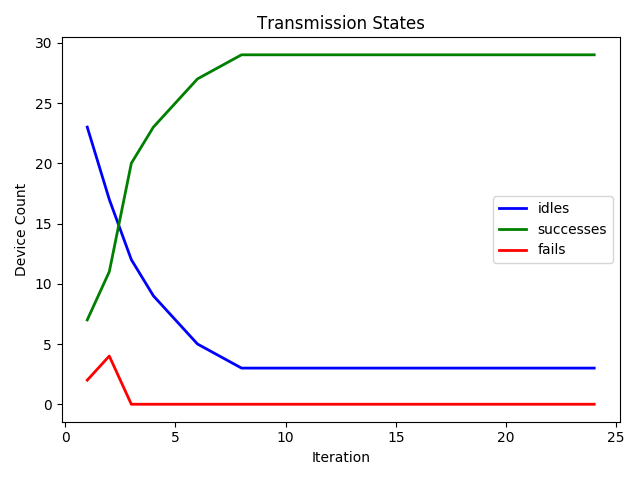 Transmission States
Device Count
30
25
20
15
10
5
0
idles
successes
fails
0 5 10 15 20 25
Iteration